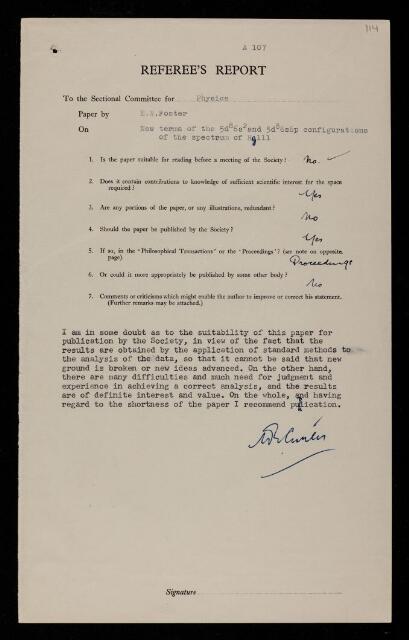 114
A 107
REFEREE'S REPORT
To the Sectional Committee for Physics
Paper by E.W.Foster
On New terms of the 5d⁸6s² and 5d⁸6s6p configurations
of the spectrum of HgIII
1. Is the paper suitable for reading before a meeting of the Society? No.
2. Does it contain contributions to knowledge of sufficient scientific interest for the space
required? Yes
3. Are any portions of the paper, or any illustrations, redundant? No
4. Should the paper be published by the Society? Yes
5. If so, in the 'Philosophical Transactions' or the 'Proceedings'? (see note on opposite
page) Proceedings
6. Or could it more appropriately be published by some other body? No
7. Comments or criticisms which might enable the author to improve or correct his statement.
(Further remarks may be attached.)
I am in some doubt as to the suitability of this paper for
publication by the Society, in view of the fact that the
results are obtained by the application of standard methods to
the analysis of the data, so that it cannot be said that new
ground is broken or new ideas advanced. On the other hand,
there are many difficulties and much need for judgment and
experience in achieving a correct analysis, and the results
are of definite interest and value. On the whole, and having
regard to the shortness of the paper I recommend publication.
Curtis
Signature